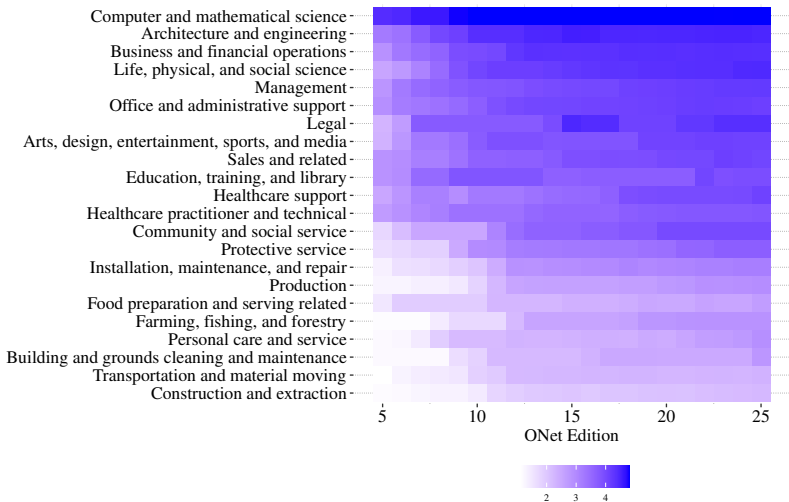 Computer and mathematical science
Architecture and engineering
Business and financial operations
Life, physical, and social science
Management
Office and administrative support
Legal
Arts, design, entertainment, sports, and media
Sales and related
Education, training, and library
Healthcare support
Healthcare practitioner and technical
Community and social service
Protective service
Installation, maintenance, and repair
Production
Food preparation and serving related
Farming, fishing, and forestry
Personal care and service
Building and grounds cleaning and maintenance
Transportation and material moving
Construction and extraction
5 10 15 20 25
ONet Edition
2 3 4